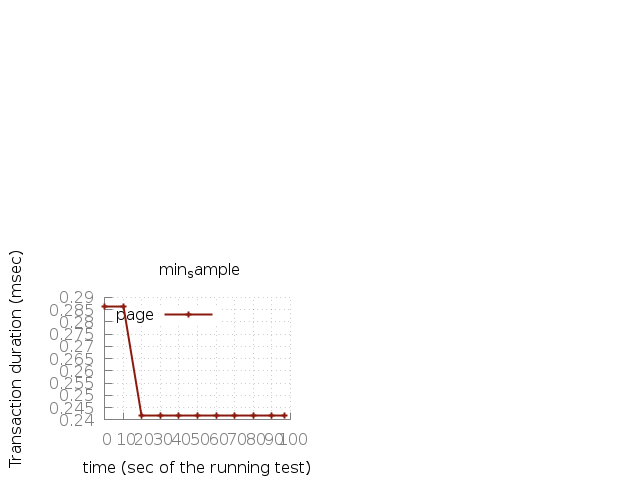 min_sample
Transaction duration (msec)
0.29
0.285
0.28
0.275
0.27
0.265
0.26
0.255
0.25
0.245
0.24
page
0 10 20 30 40 50 60 70 80 90 100
time (sec of the running test)